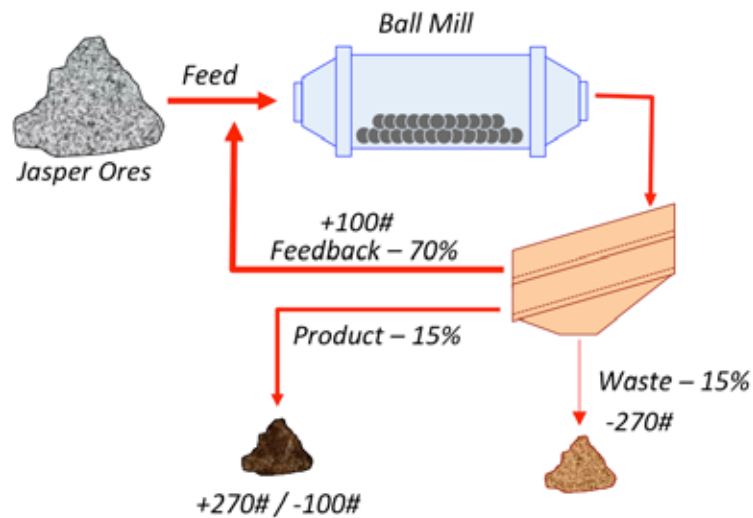 Ball Mill
Feed
Jasper Ores
+100#
Feedback – 70%
Product – 15%
Waste – 15%
-270#
+270# / -100#